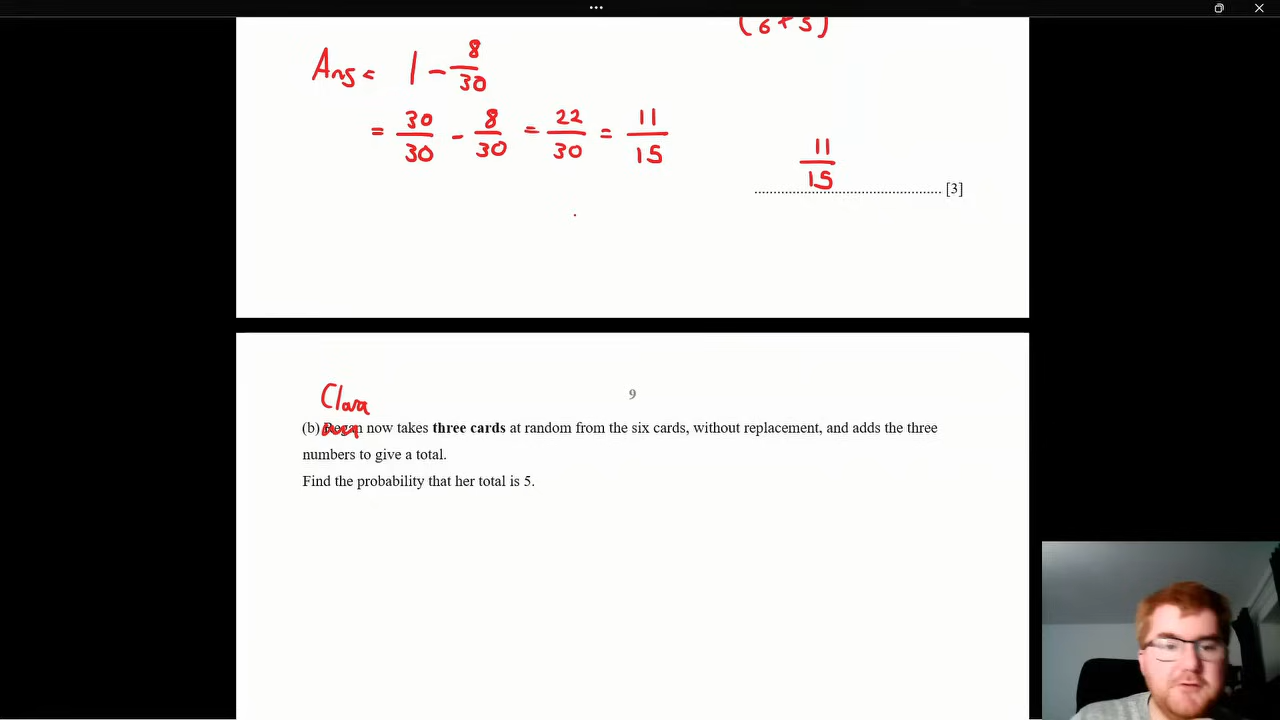 (6+5)
Ans = 1 - 8/30
= 30/30 - 8/30 = 22/30 = 11/15
11/15
[3]
9
Clara
(b) Regan now takes three cards at random from the six cards, without replacement, and adds the three
numbers to give a total.
Find the probability that her total is 5.